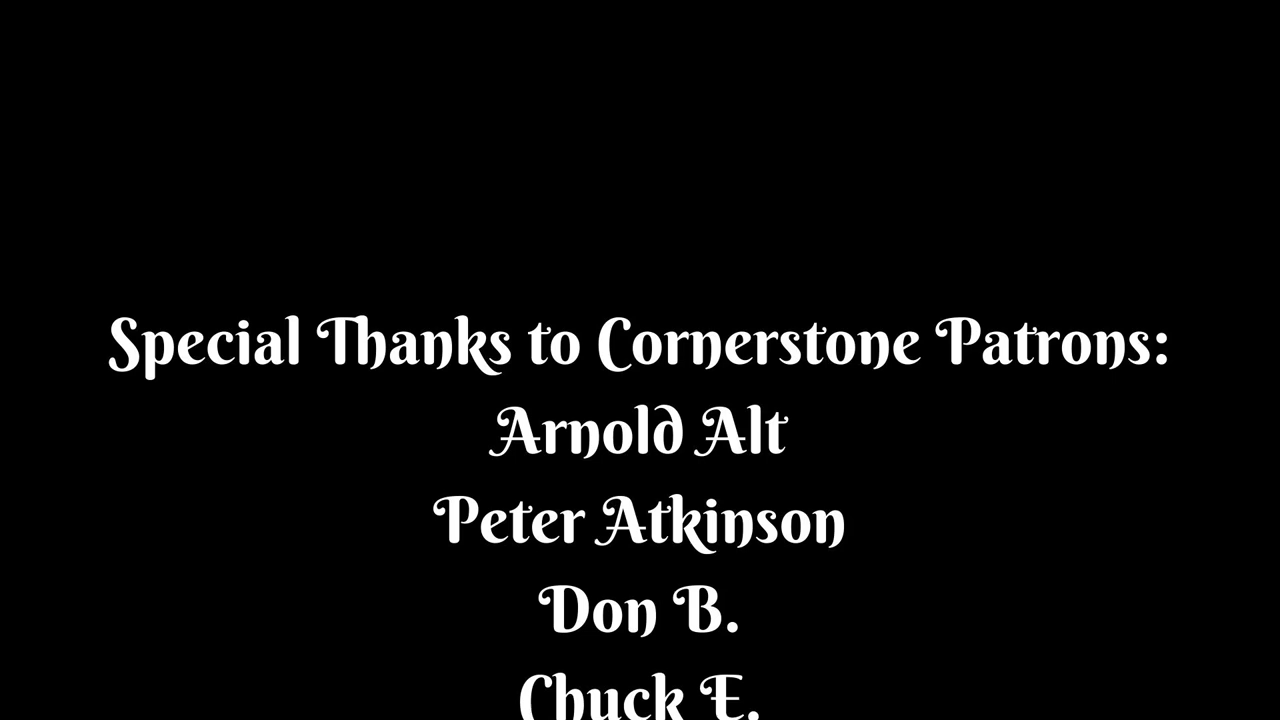 Special Thanks to Cornerstone Patrons:
Arnold Alt
Peter Atkinson
Don B.
Chuck E.